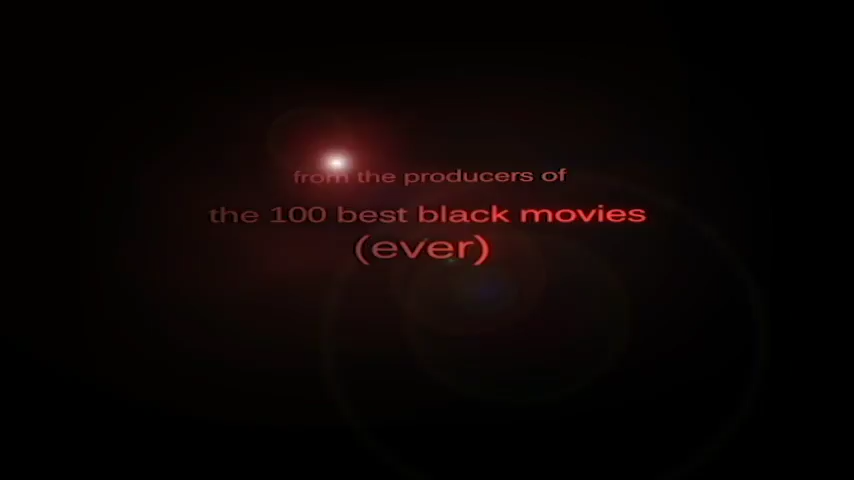 from the producers of
the 100 best black movies
(ever)